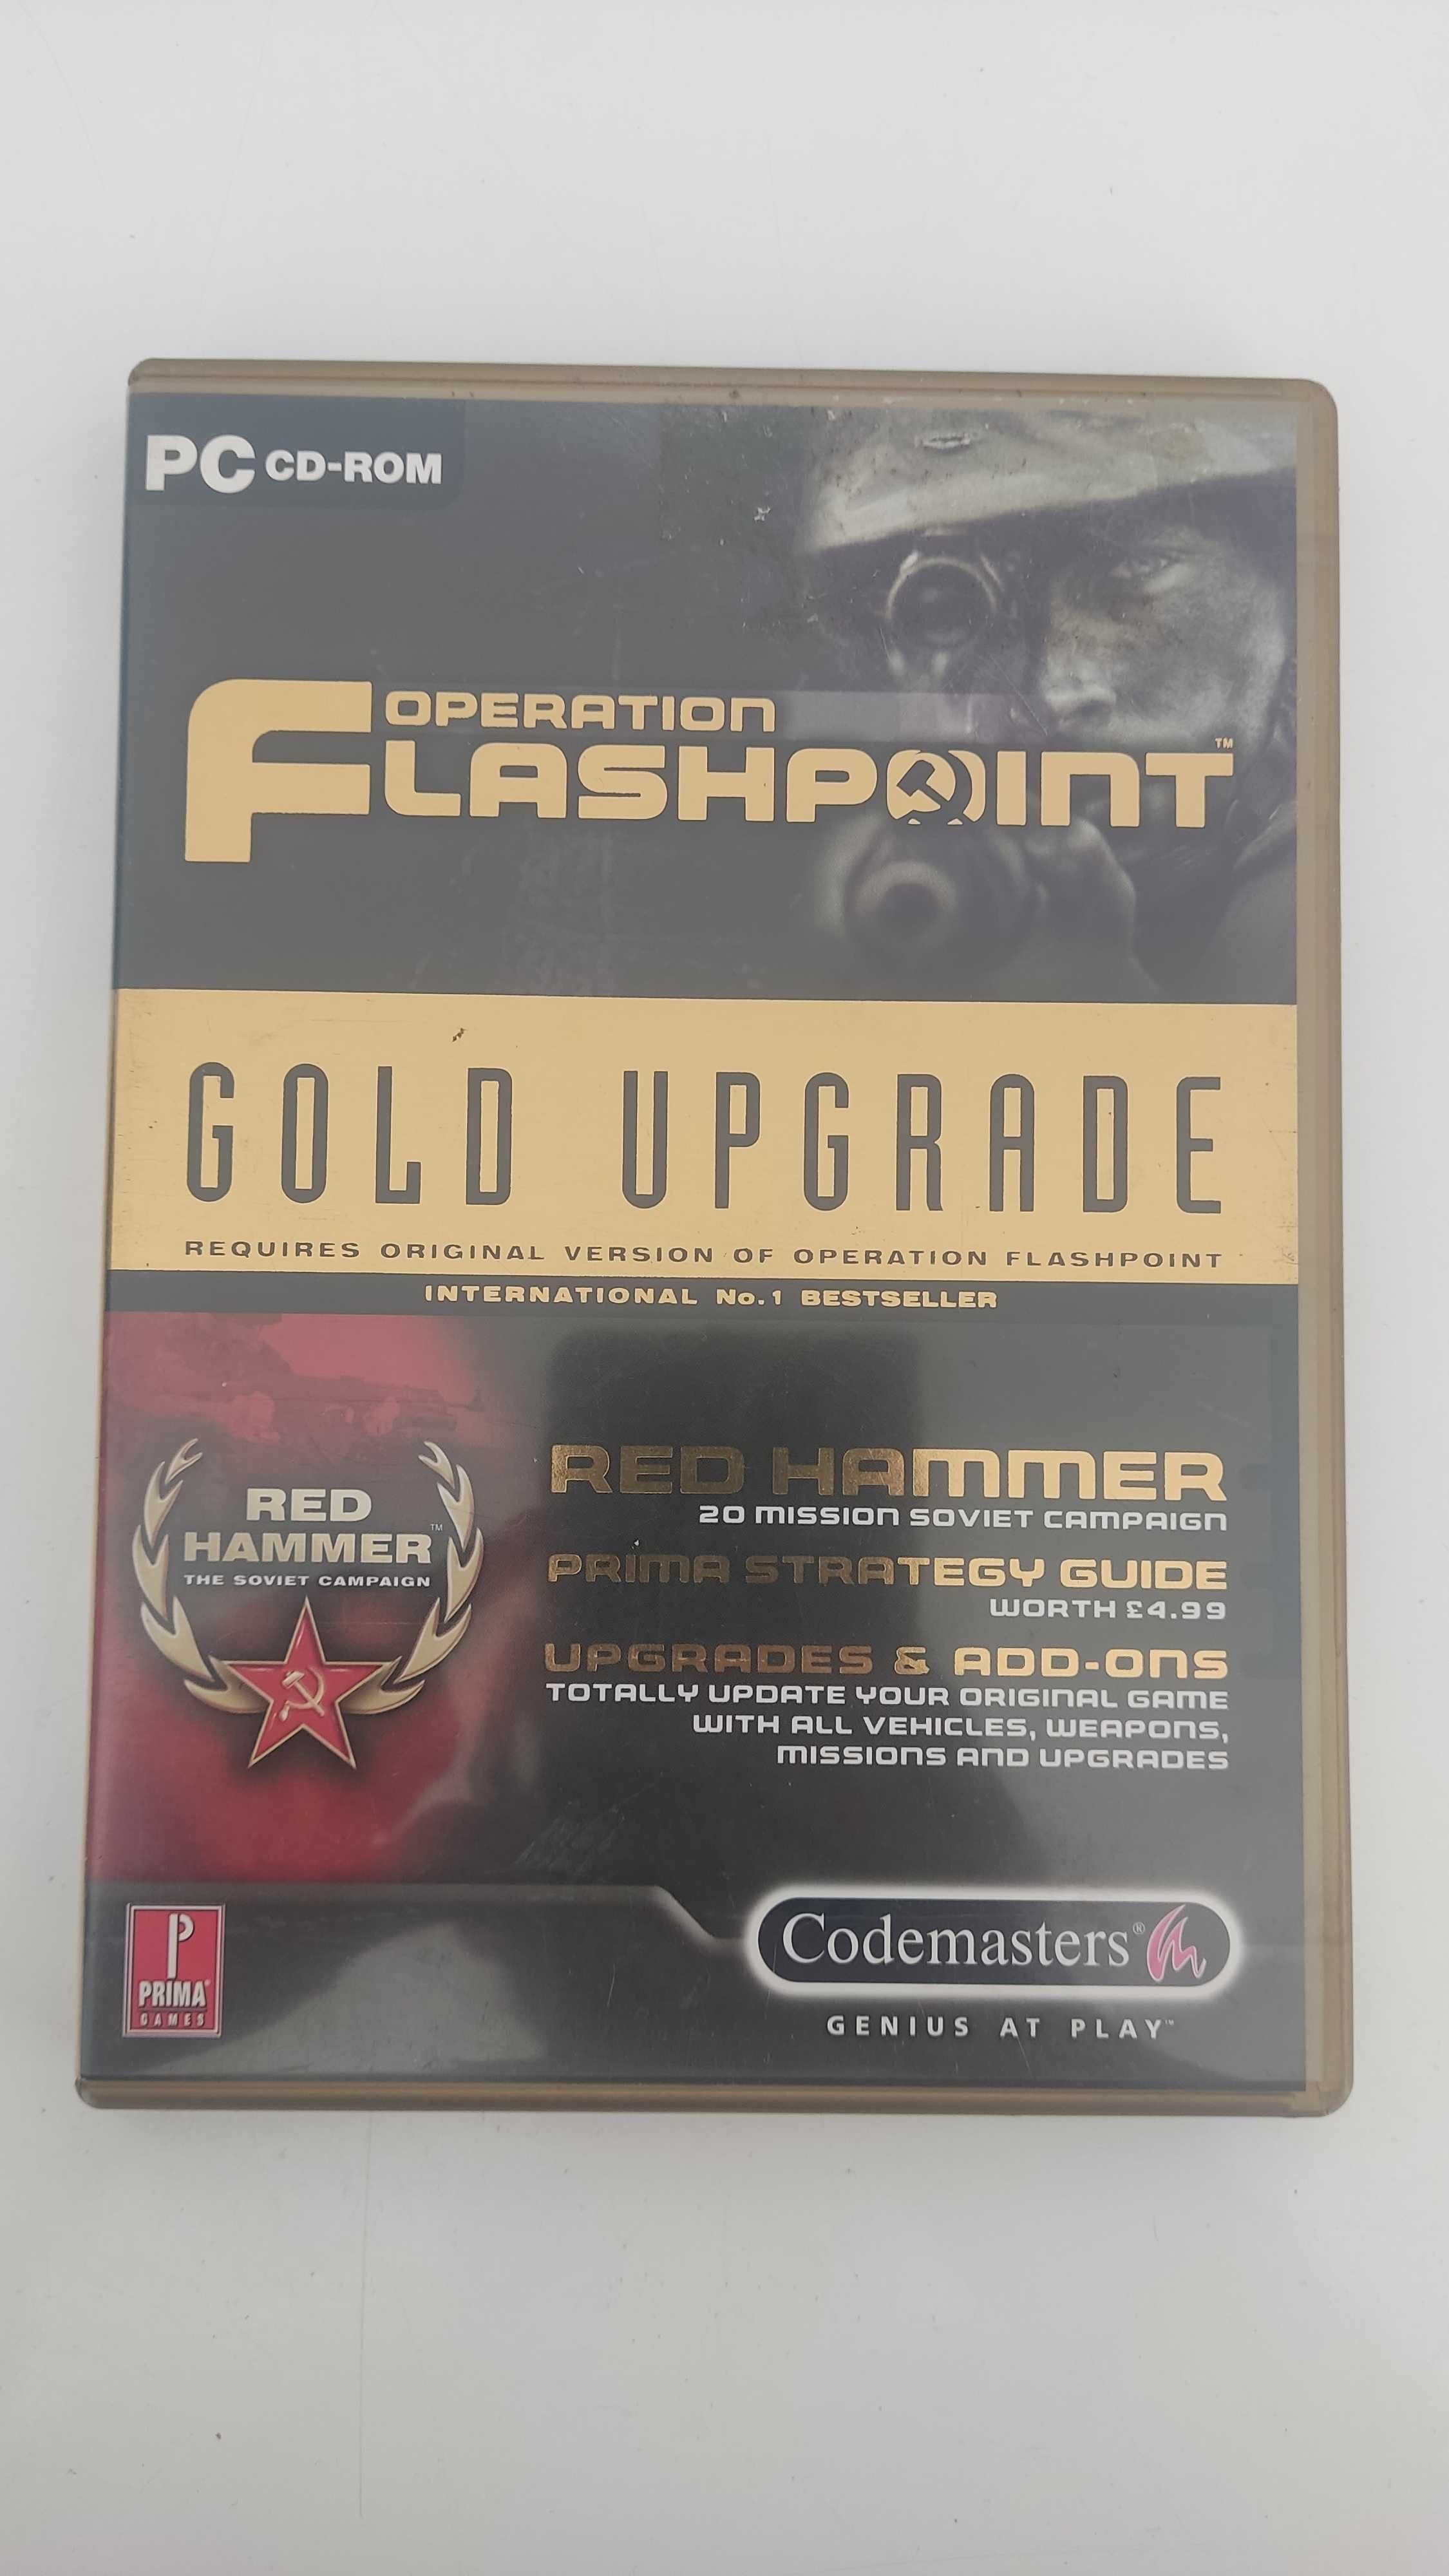 PC CD-ROM
OPERATION
FLASHPOINT™
GOLD UPGRADE
REQUIRES ORIGINAL VERSION OF OPERATION FLASHPOINT
INTERNATIONAL No.1 BESTSELLER
RED
HAMMER™
THE SOVIET CAMPAIGN
RED HAMMER
20 MISSION SOVIET CAMPAIGN
PRIMA STRATEGY GUIDE
WORTH £4.99
UPGRADES & ADD-ONS
TOTALLY UPDATE YOUR ORIGINAL GAME
WITH ALL VEHICLES, WEAPONS,
MISSIONS AND UPGRADES
P
PRIMA®
GAMES
Codemasters®
GENIUS AT PLAY™